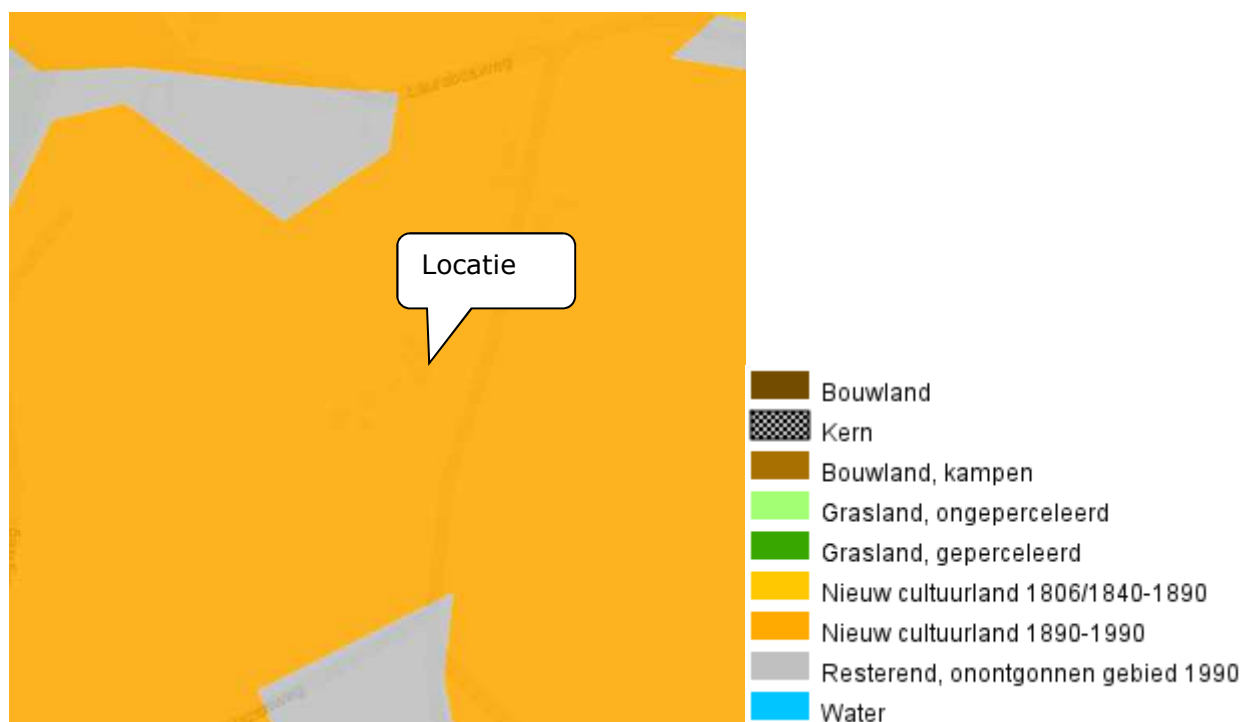 Locatie
Bouwland
Kern
Bouwland, kampen
Grasland, ongeperceleerd
Grasland, geperceleerd
Nieuw cultuurland 1806/1840-1890
Nieuw cultuurland 1890-1990
Resterend, onontgonnen gebied 1990
Water